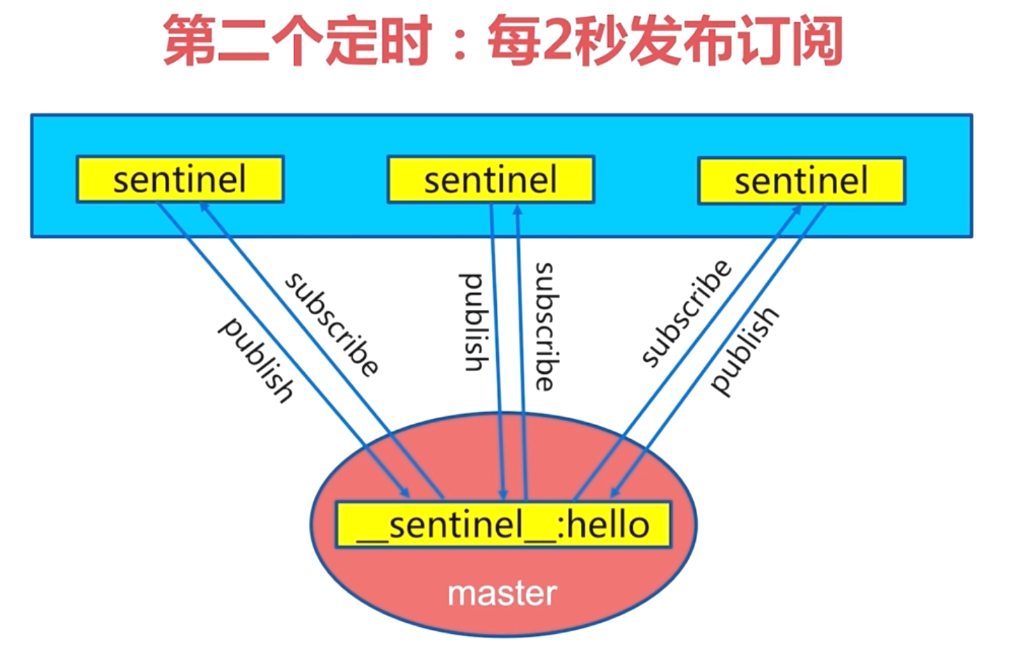 第二个定时：每2秒发布订阅
sentinel
sentinel
sentinel
publish
subscribe
publish
subscribe
subscribe
publish
__sentinel__:hello
master